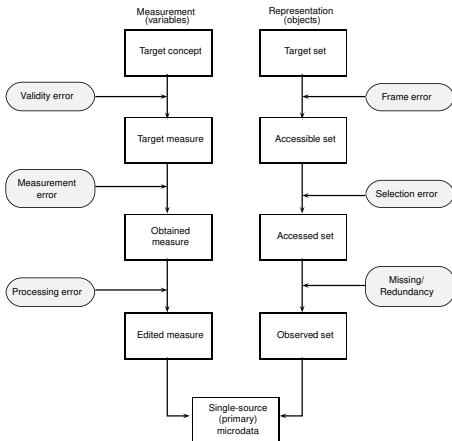 Measurement
(variables)
Representation
(objects)
Target concept
Target set
Validity error
Frame error
Target measure
Accessible set
Measurement
error
Selection error
Obtained
measure
Accessed set
Processing error
Missing/
Redundancy
Edited measure
Observed set
Single-source
(primary)
microdata